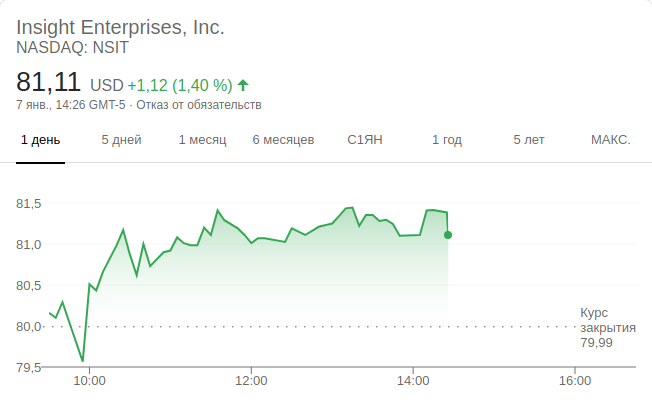 Insight Enterprises, Inc.
NASDAQ: NSIT
81,11 USD +1,12 (1,40 %)
7 янв., 14:26 GMT-5 · Отказ от обязательств
1 день 5 дней 1 месяц 6 месяцев С1ЯН 1 год 5 лет МАКС.
81,5
81,0
80,5
80,0
79,5
Курс
закрытия
79,99
10:00 12:00 14:00 16:00